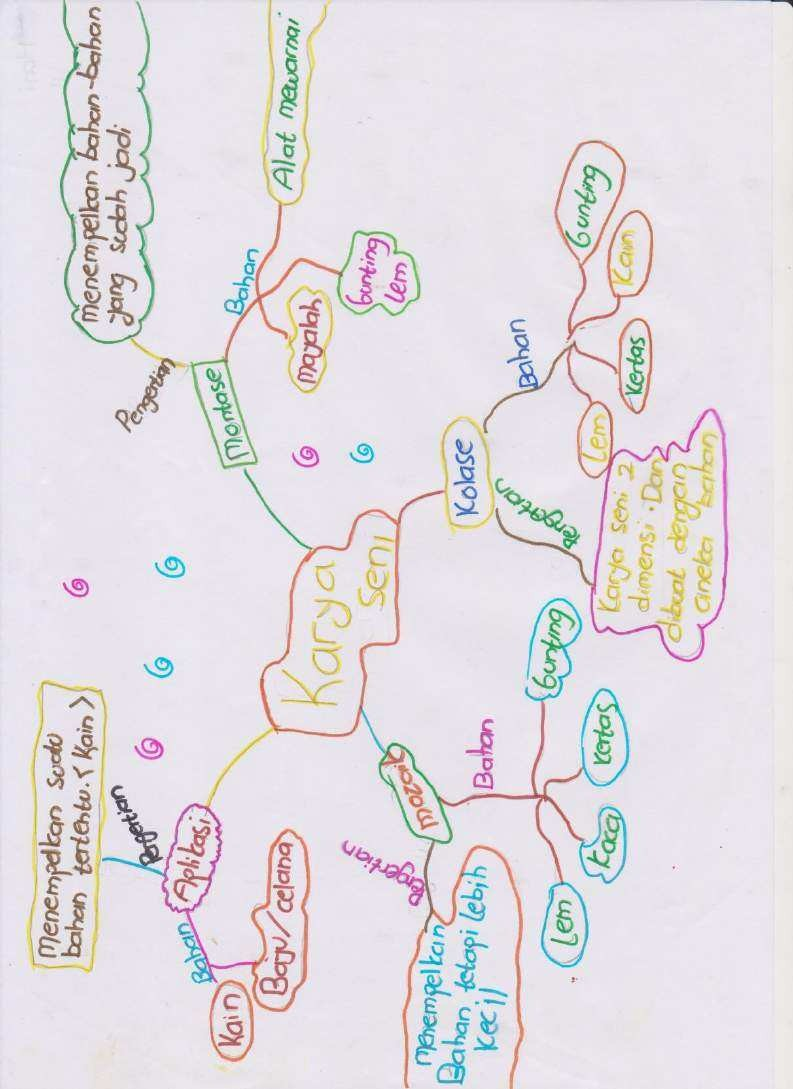 Karya
Seni
Montase
Pengertian
Menempelkan bahan-bahan
yang sudah jadi
Bahan
Alat mewarnai
Gunting
Lem
Majalah
Kolase
Bahan
Gunting
Kain
Kertas
Lem
Karya seni 2
dimensi. Dan
dibuat dengan
aneka bahan
Mozaik
Bahan
Gunting
Kertas
Kaca
Lem
Menempelkan
Bahan tetapi lebih
Kecil
Aplikasi
Pengertian
Menempelkan suatu
bahan tertentu. < Kain >
Bahan
Kain
Baju/celana